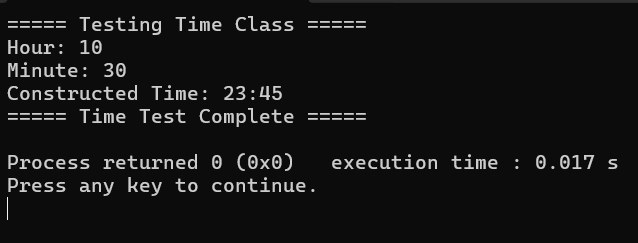 ===== Testing Time Class =====
Hour: 10
Minute: 30
Constructed Time: 23:45
===== Time Test Complete =====
Process returned 0 (0x0)   execution time : 0.017 s
Press any key to continue.